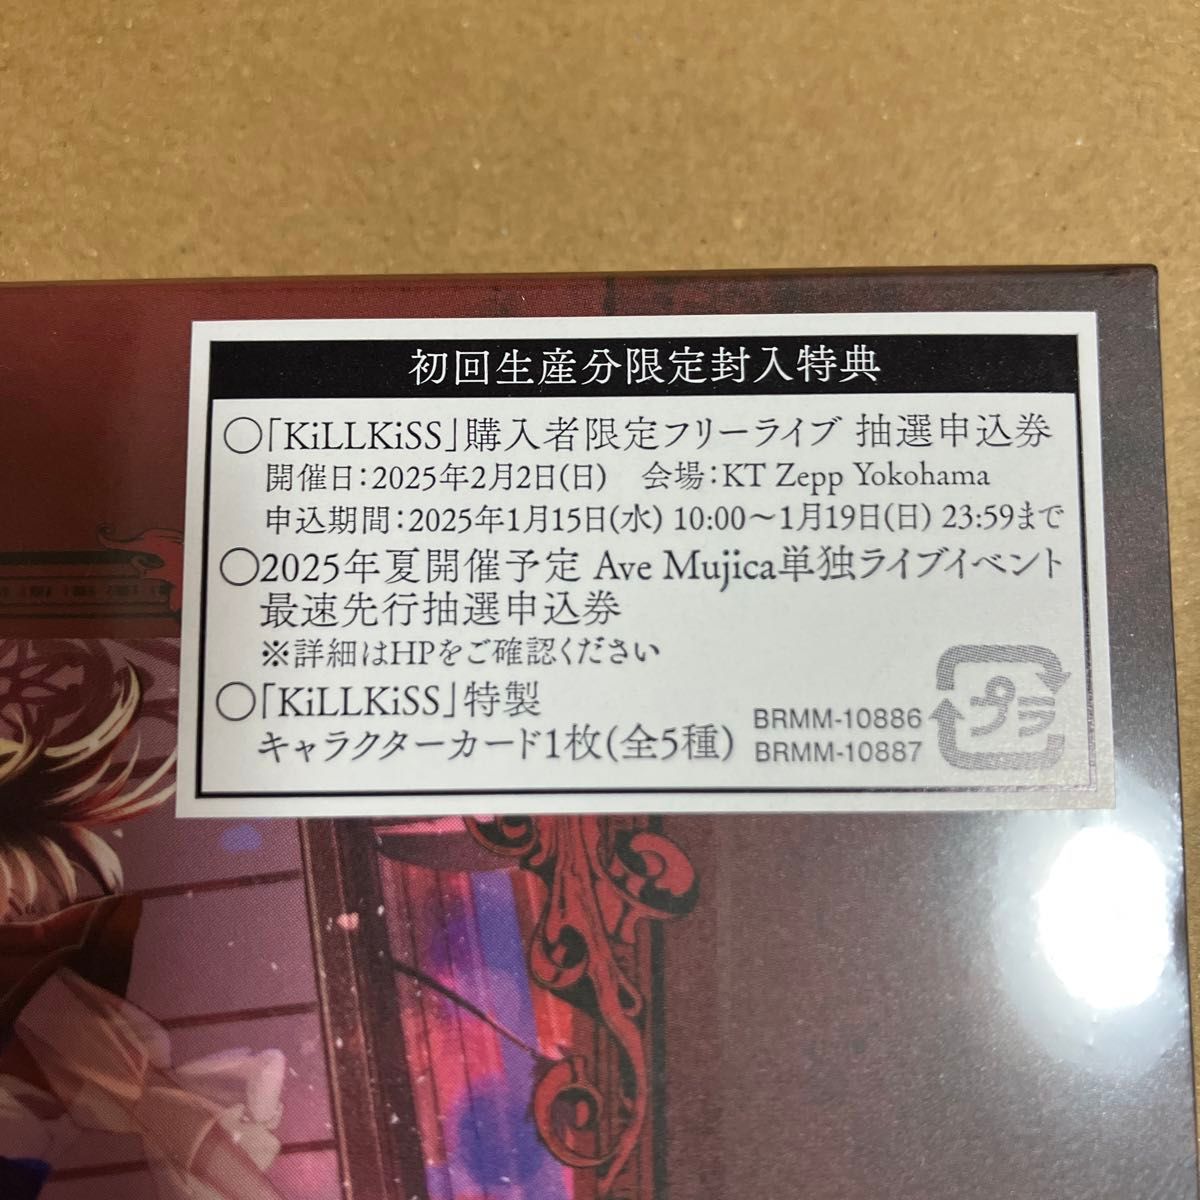 初回生産分限定封入特典
○「KiLLKiSS」購入者限定フリーライブ 抽選申込券
開催日：2025年2月2日(日)　会場：KT Zepp Yokohama
申込期間：2025年1月15日(水) 10:00〜1月19日(日) 23:59まで
○2025年夏開催予定 Ave Mujica単独ライブイベント
最速先行抽選申込券
※詳細はHPをご確認ください
○「KiLLKiSS」特製
キャラクターカード1枚(全5種)
BRMM-10886
BRMM-10887
プラ